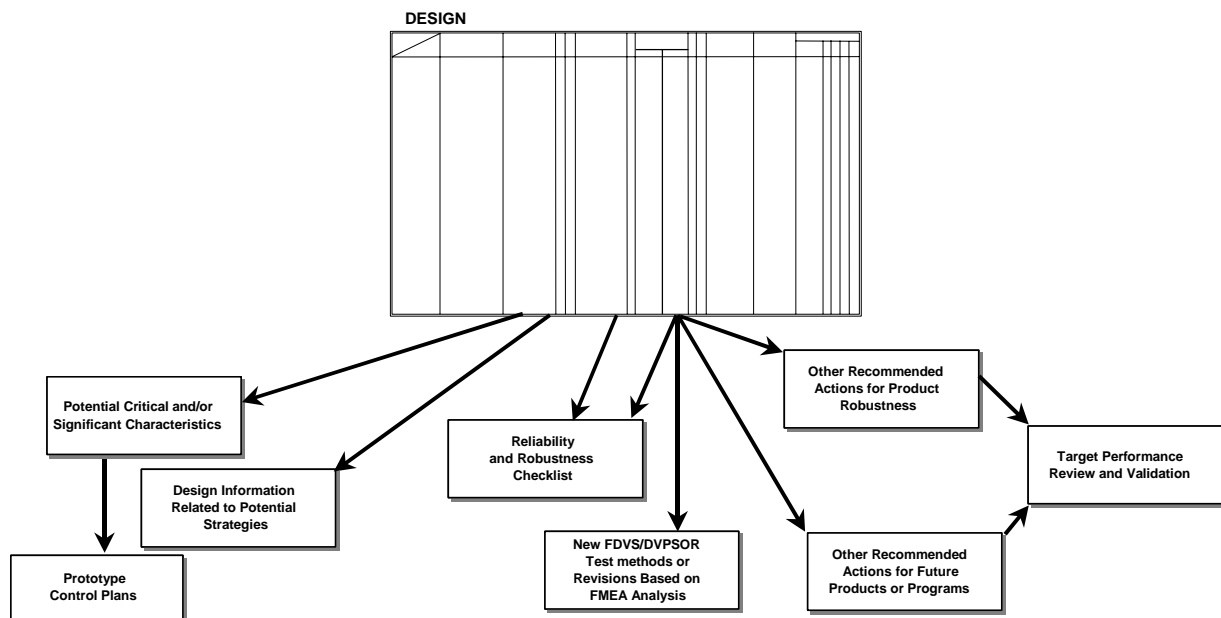 DESIGN
Potential Critical and/or
Significant Characteristics
Design Information
Related to Potential
Strategies
Prototype
Control Plans
Reliability
and Robustness
Checklist
New FDVS/DVPSOR
Test methods or
Revisions Based on
FMEA Analysis
Other Recommended
Actions for Product
Robustness
Other Recommended
Actions for Future
Products or Programs
Target Performance
Review and Validation